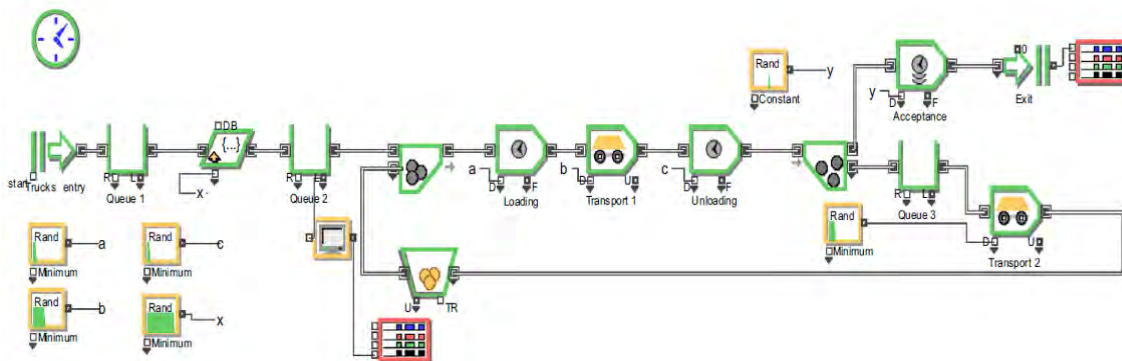 Rand
y
Constant
0
y
D
F
Exit
Acceptance
DDB
{...}
start
Trucks entry
R
L
Queue 1
x
R
L
Queue 2
a
D
F
Loading
b
D
U
Transport 1
c
D
F
Unloading
R
L
Queue 3
Rand
a
Minimum
Rand
c
Minimum
Rand
Minimum
D
U
Transport 2
Rand
b
Minimum
Rand
x
Minimum
U
TR